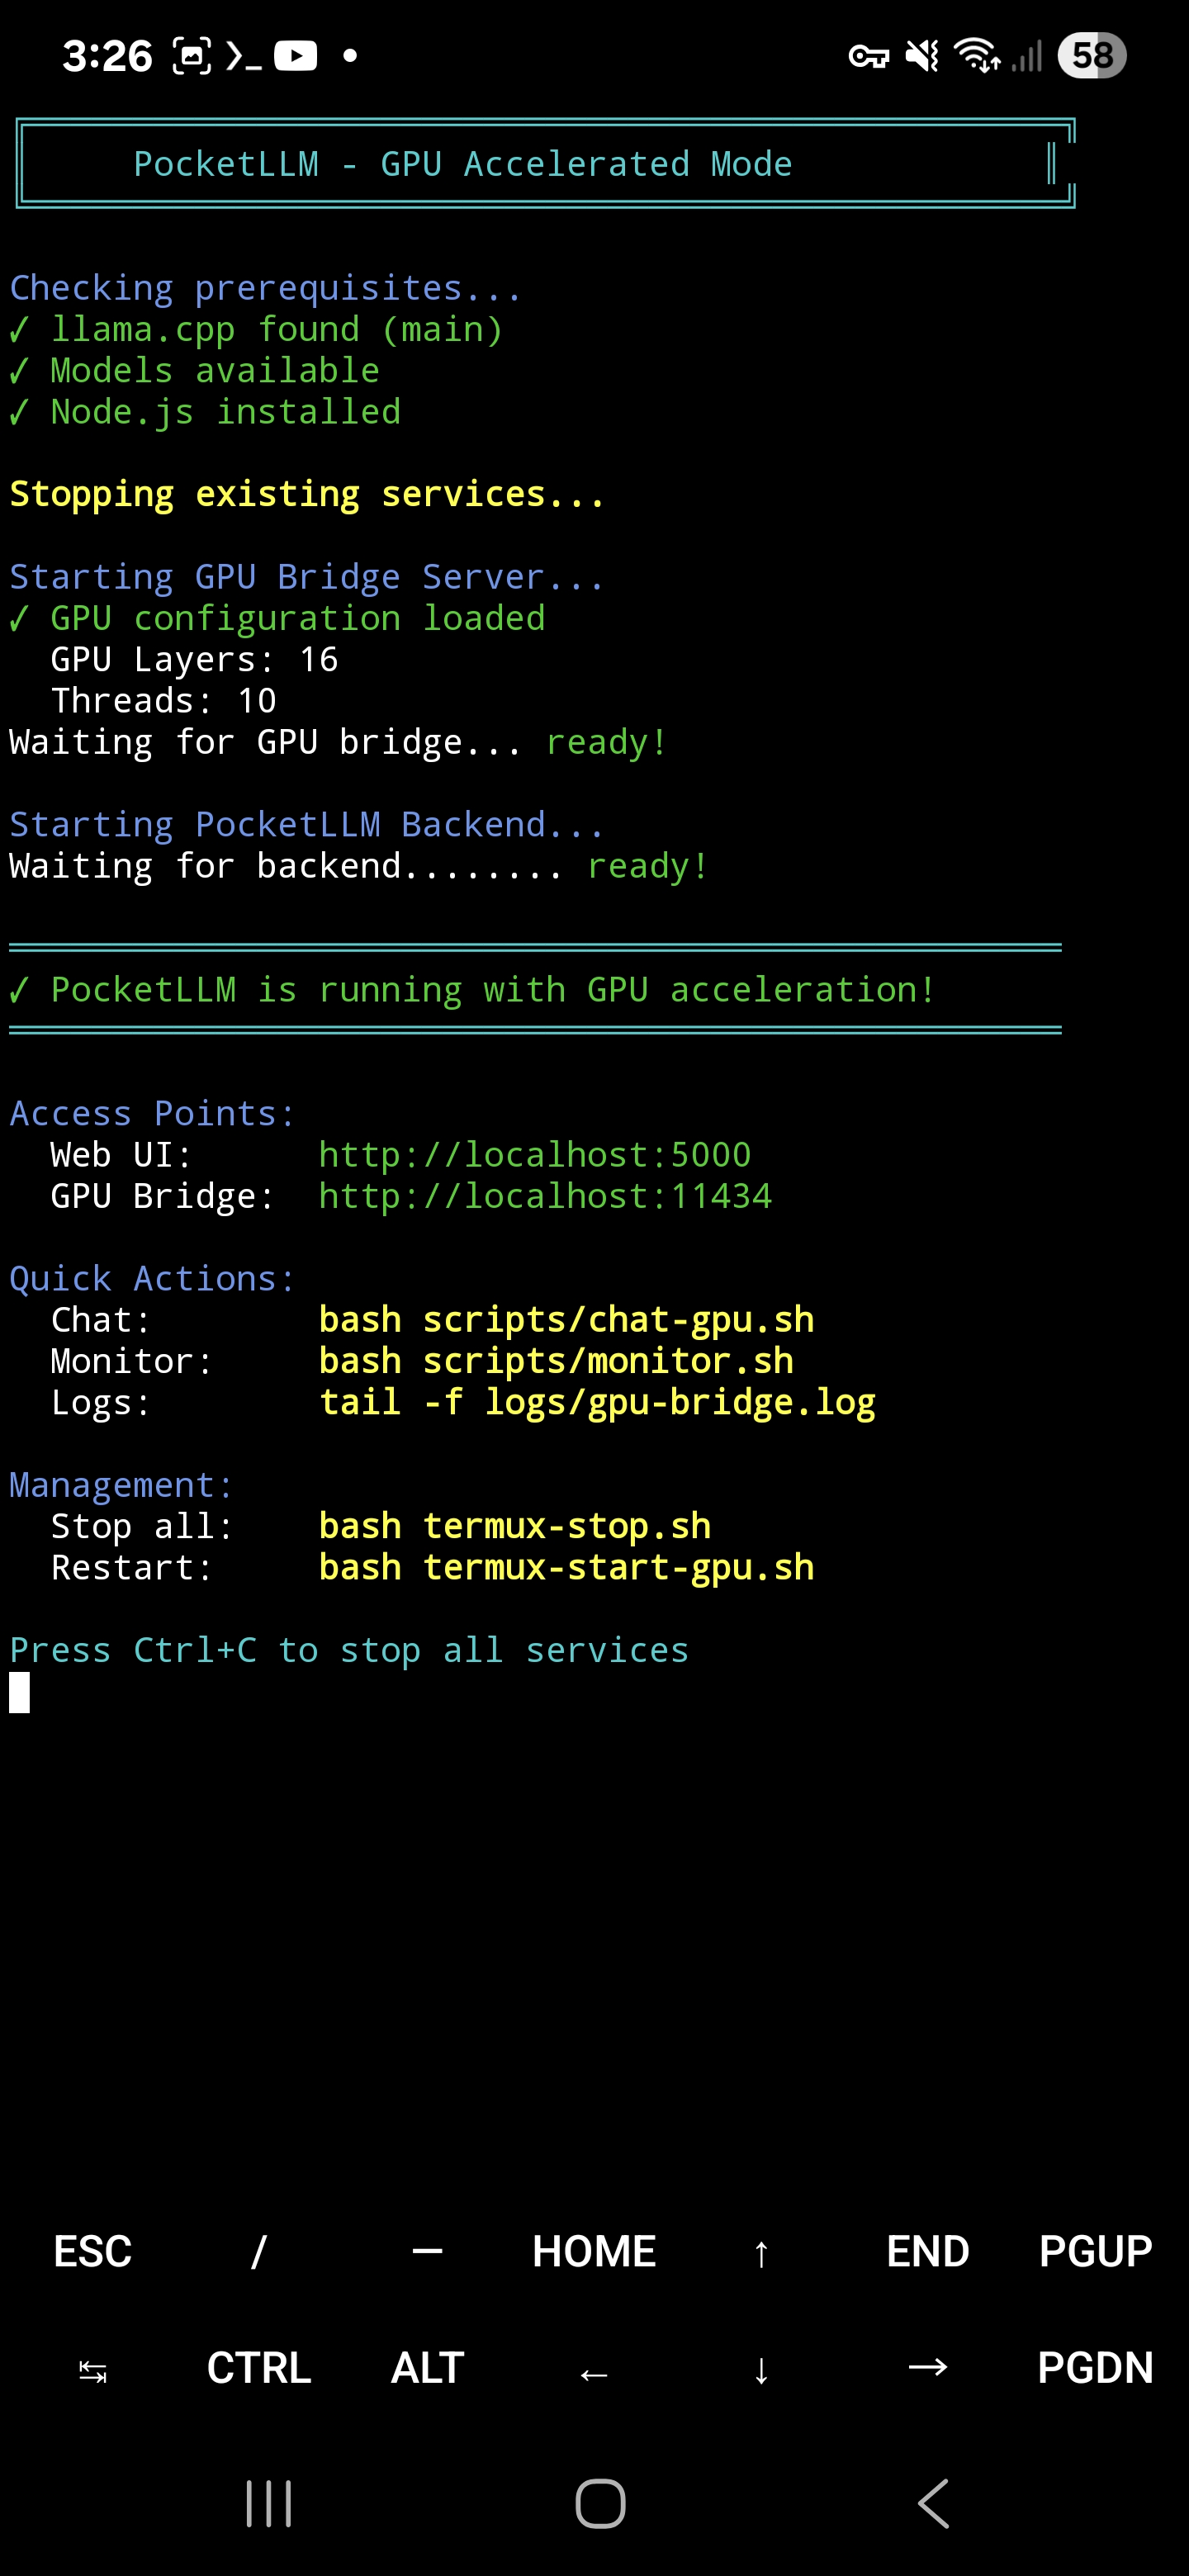 3:26
58
PocketLLM - GPU Accelerated Mode
Checking prerequisites...
✓ llama.cpp found (main)
✓ Models available
✓ Node.js installed
Stopping existing services...
Starting GPU Bridge Server...
✓ GPU configuration loaded
GPU Layers: 16
Threads: 10
Waiting for GPU bridge... ready!
Starting PocketLLM Backend...
Waiting for backend........ ready!
✓ PocketLLM is running with GPU acceleration!
Access Points:
Web UI: http://localhost:5000
GPU Bridge: http://localhost:11434
Quick Actions:
Chat: bash scripts/chat-gpu.sh
Monitor: bash scripts/monitor.sh
Logs: tail -f logs/gpu-bridge.log
Management:
Stop all: bash termux-stop.sh
Restart: bash termux-start-gpu.sh
Press Ctrl+C to stop all services
ESC / — HOME ↑ END PGUP
↹ CTRL ALT ← ↓ → PGDN